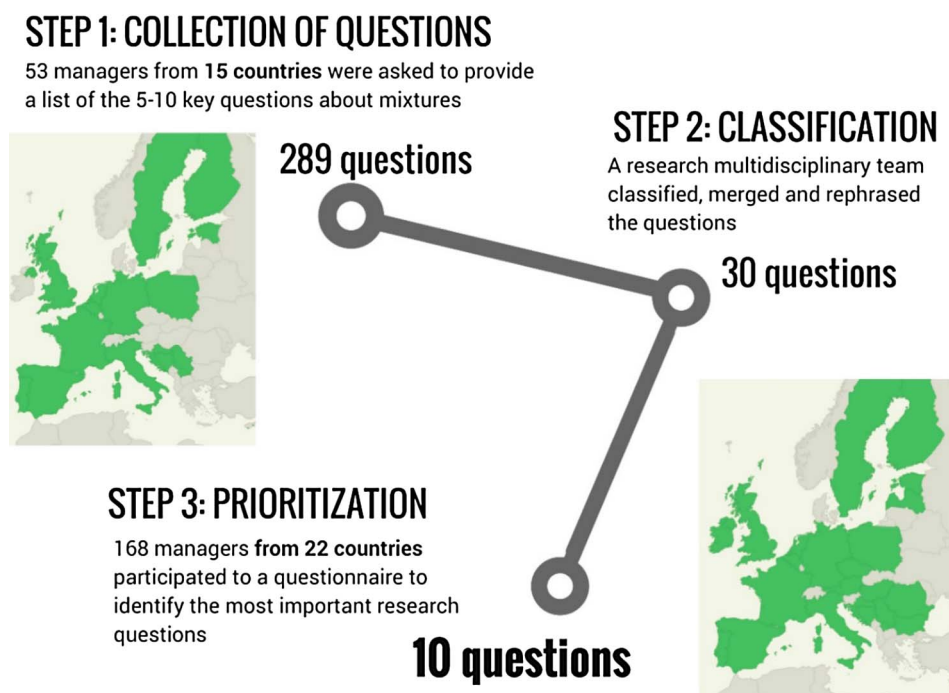 STEP 1: COLLECTION OF QUESTIONS
53 managers from 15 countries were asked to provide
a list of the 5-10 key questions about mixtures
289 questions
STEP 2: CLASSIFICATION
A research multidisciplinary team
classified, merged and rephrased
the questions
30 questions
STEP 3: PRIORITIZATION
168 managers from 22 countries
participated to a questionnaire to
identify the most important research
questions
10 questions